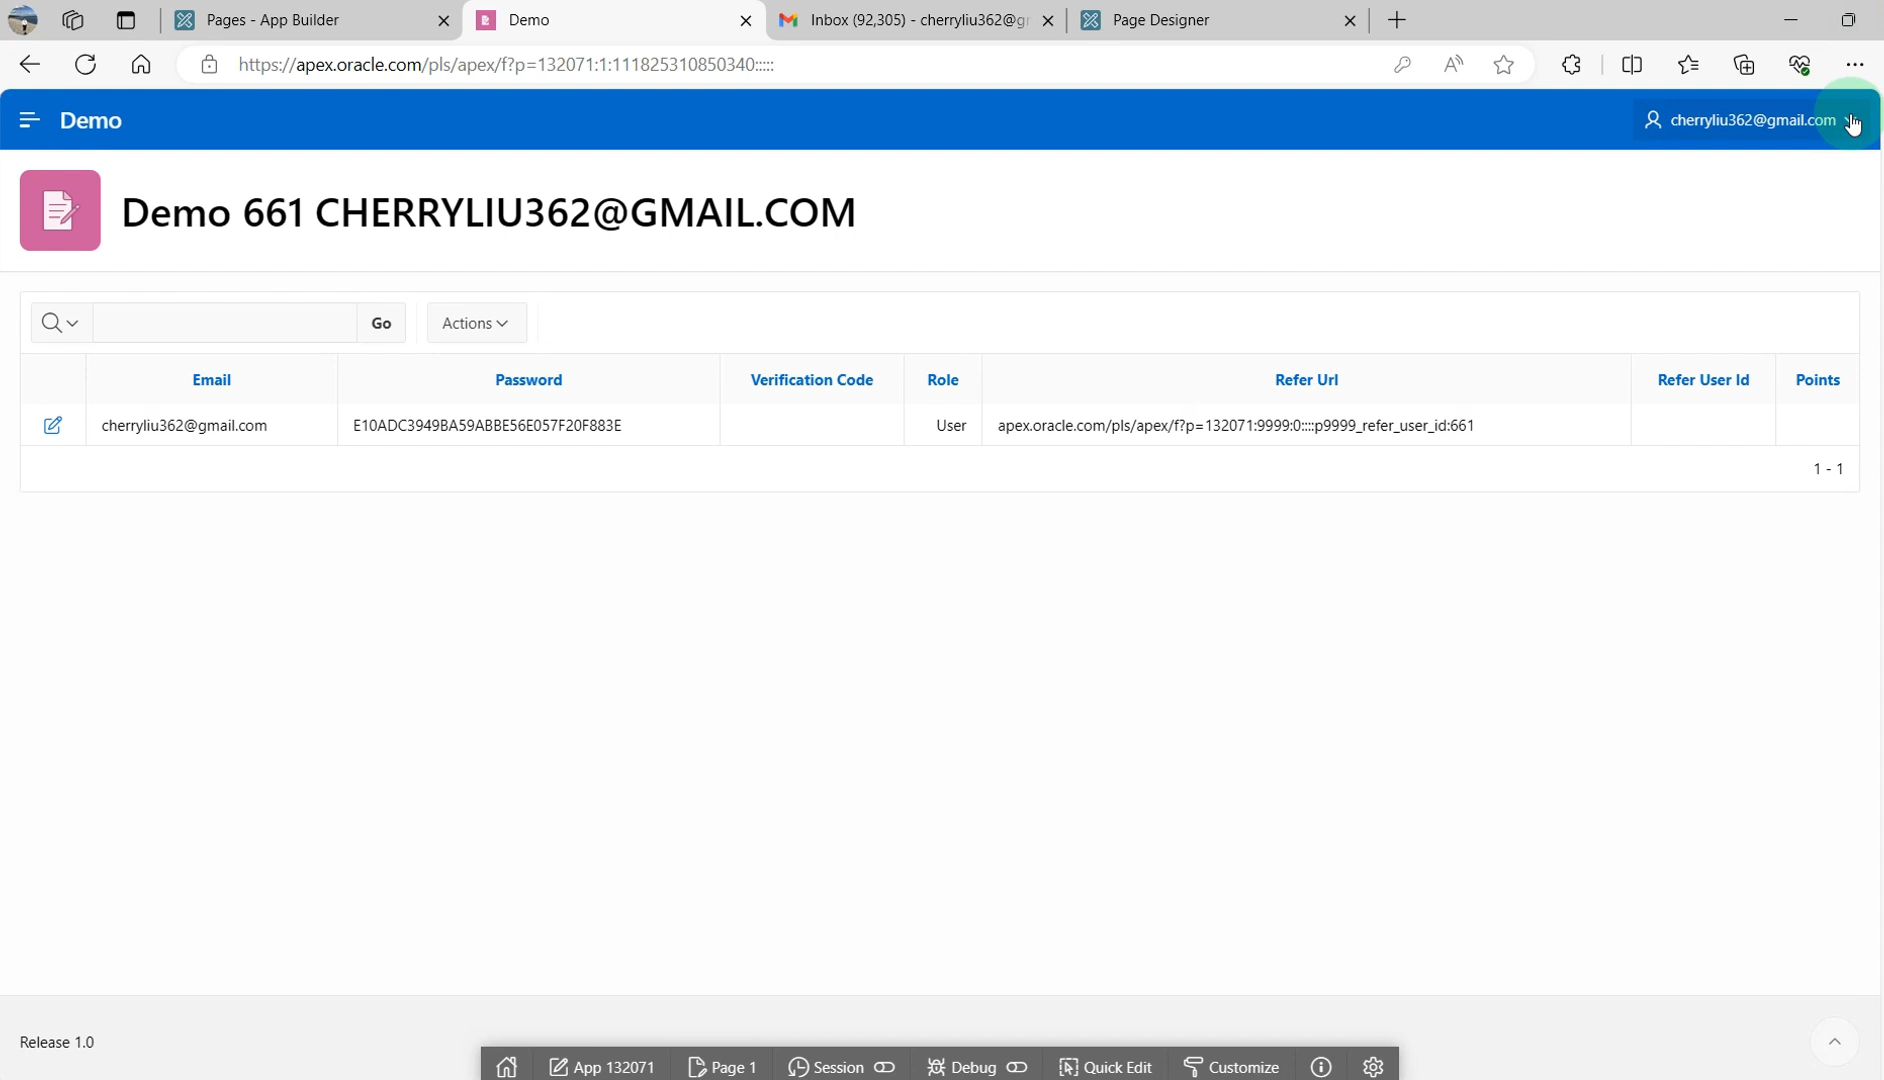 Pages - App Builder
Demo
Inbox (92,305) - cherryliu362@gr
Page Designer
https://apex.oracle.com/pls/apex/f?p=132071:1:111825310850340:::::
Demo
cherryliu362@gmail.com
Demo 661 CHERRYLIU362@GMAIL.COM
Go
Actions
Email Password Verification Code Role Refer Url Refer User Id Points
cherryliu362@gmail.com E10ADC3949BA59ABBE56E057F20F883E User apex.oracle.com/pls/apex/f?p=132071:9999:0::::p9999_refer_user_id:661
1 - 1
Release 1.0
App 132071 Page 1 Session Debug Quick Edit Customize